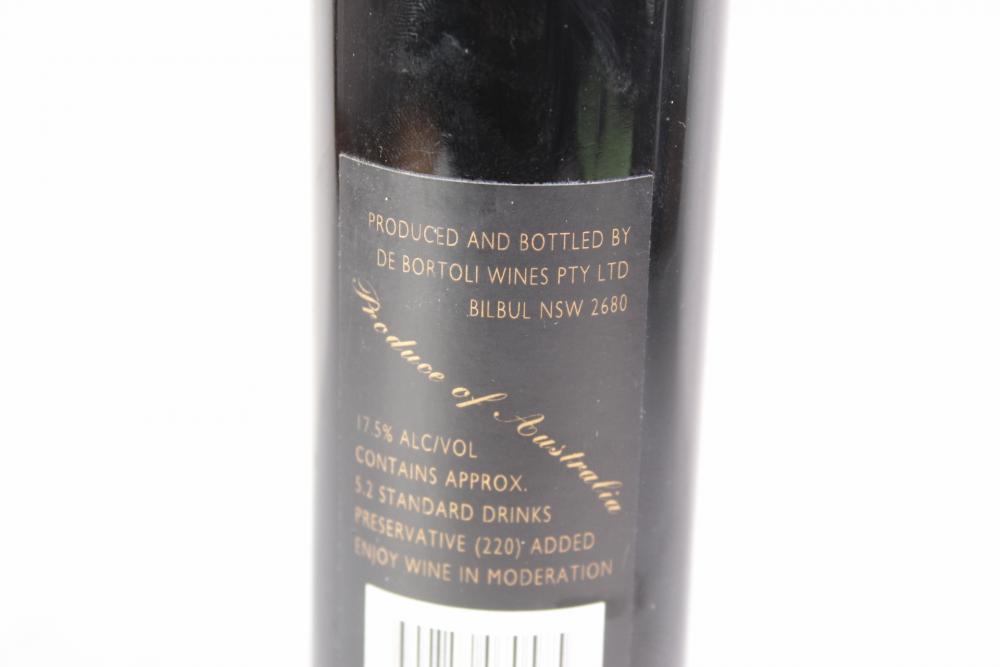 PRODUCED AND BOTTLED BY
DE BORTOLI WINES PTY LTD
BILBUL NSW 2680
Produce of Australia
17.5% ALC/VOL
CONTAINS APPROX.
5.2 STANDARD DRINKS
PRESERVATIVE (220) ADDED
ENJOY WINE IN MODERATION